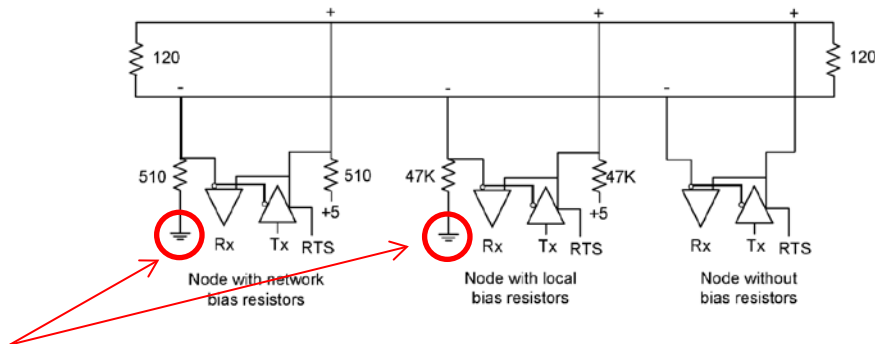 + + +
120 120
- - -
510 510 47K 47K
+5 +5
Rx Tx RTS Rx Tx RTS Rx Tx RTS
Node with network Node with local Node without
bias resistors bias resistors bias resistors